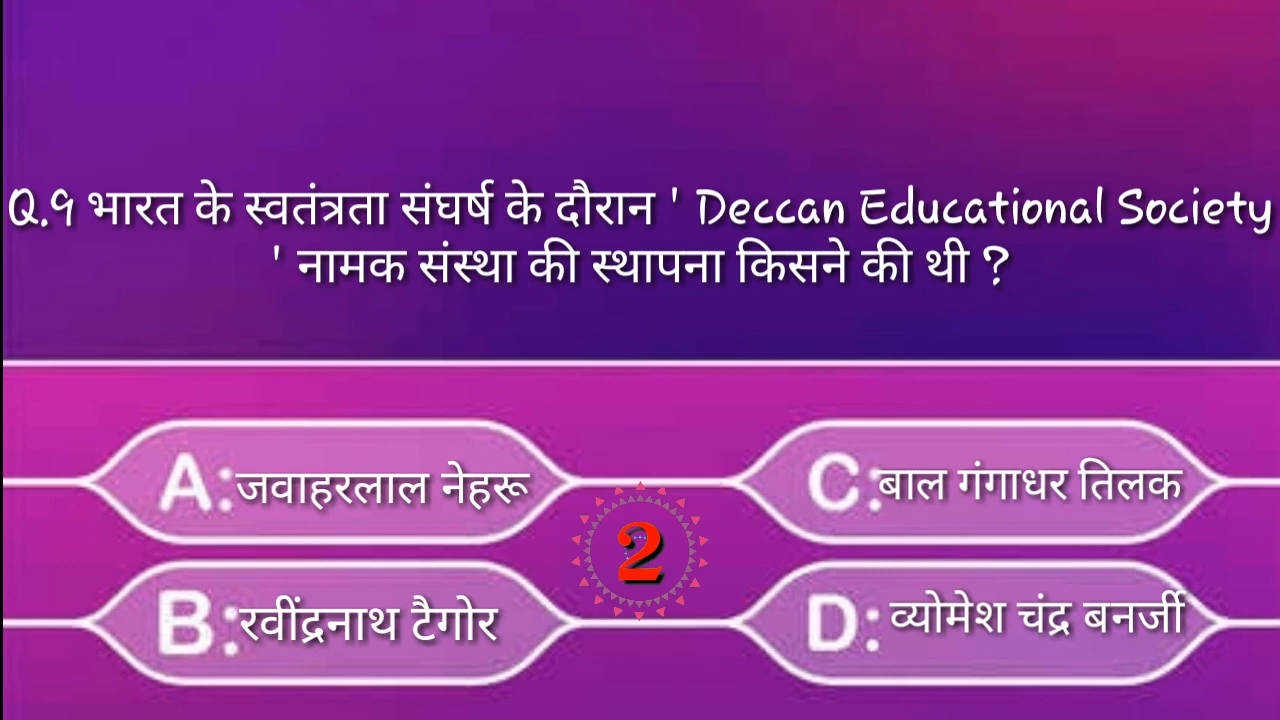 Q.9 भारत के स्वतंत्रता संघर्ष के दौरान ' Deccan Educational Society
' नामक संस्था की स्थापना किसने की थी ?
A: जवाहरलाल नेहरू
C: बाल गंगाधर तिलक
2
B: रवींद्रनाथ टैगोर
D: व्योमेश चंद्र बनर्जी